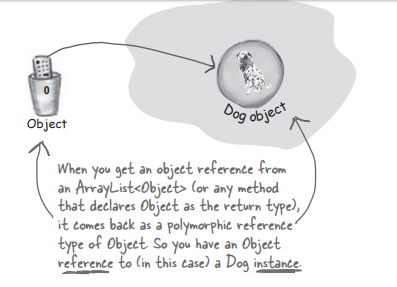 0
Object
Dog object
When you get an object reference from
an ArrayList<Object> (or any method
that declares Object as the return type),
it comes back as a polymorphic reference
type of Object. So you have an Object
reference to (in this case) a Dog instance.